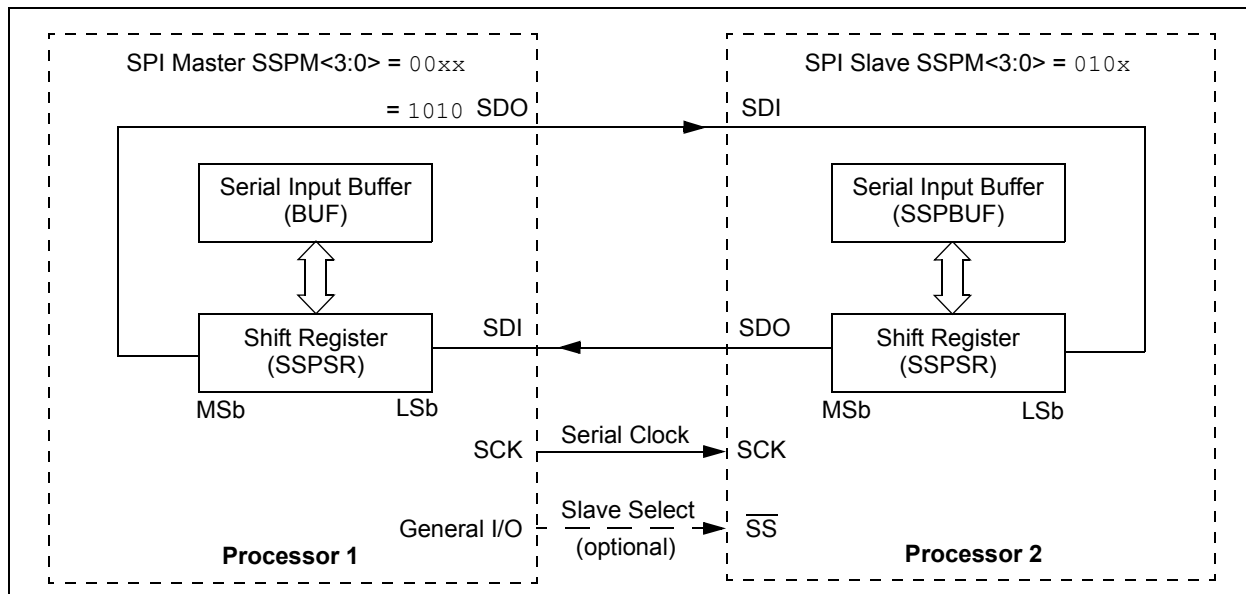 SPI Master SSPM<3:0> = 00xx
= 1010
SDO
Serial Input Buffer
(BUF)
Shift Register
(SSPSR)
MSb
LSb
SDI
SCK
General I/O
Processor 1
Serial Clock
Slave Select
(optional)
SPI Slave SSPM<3:0> = 010x
SDI
Serial Input Buffer
(SSPBUF)
SDO
Shift Register
(SSPSR)
MSb
LSb
SCK
SS
Processor 2